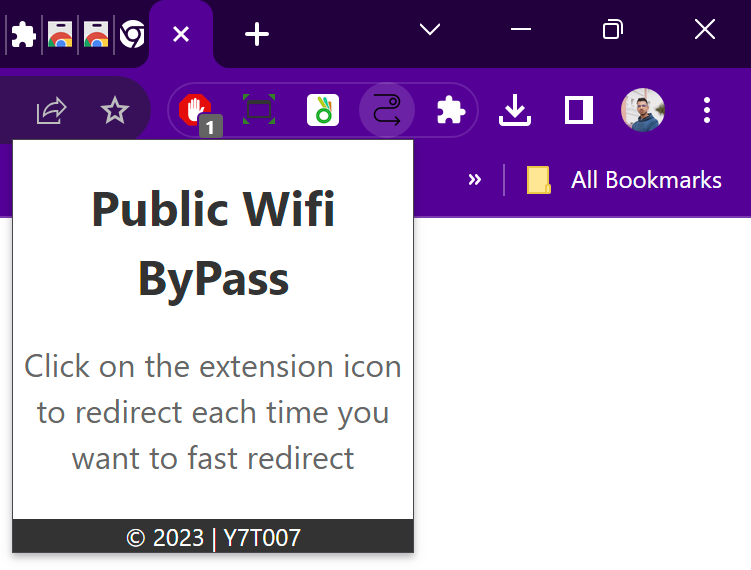 1
» All Bookmarks
Public Wifi
ByPass
Click on the extension icon
to redirect each time you
want to fast redirect
© 2023 | Y7T007